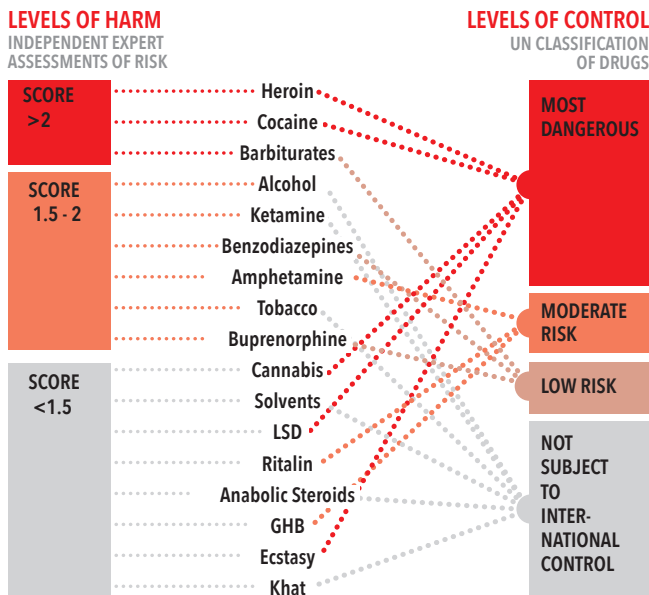 LEVELS OF HARM
INDEPENDENT EXPERT
ASSESSMENTS OF RISK
LEVELS OF CONTROL
UN CLASSIFICATION
OF DRUGS
SCORE
>2
SCORE
1.5 - 2
SCORE
<1.5
Heroin
Cocaine
Barbiturates
Alcohol
Ketamine
Benzodiazepines
Amphetamine
Tobacco
Buprenorphine
Cannabis
Solvents
LSD
Ritalin
Anabolic Steroids
GHB
Ecstasy
Khat
MOST
DANGEROUS
MODERATE
RISK
LOW RISK
NOT
SUBJECT
TO
INTER-
NATIONAL
CONTROL